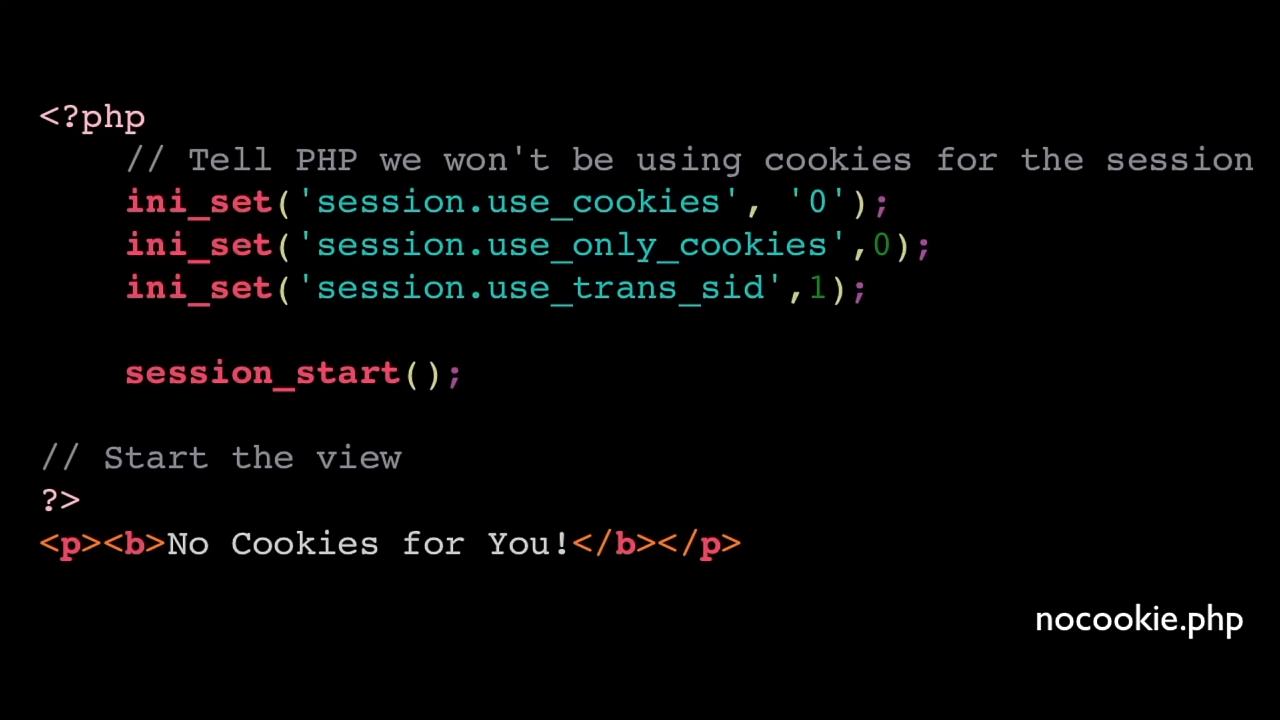 <?php
// Tell PHP we won't be using cookies for the session
ini_set('session.use_cookies', '0');
ini_set('session.use_only_cookies',0);
ini_set('session.use_trans_sid',1);
session_start();
// Start the view
?>
<p><b>No Cookies for You!</b></p>
nocookie.php